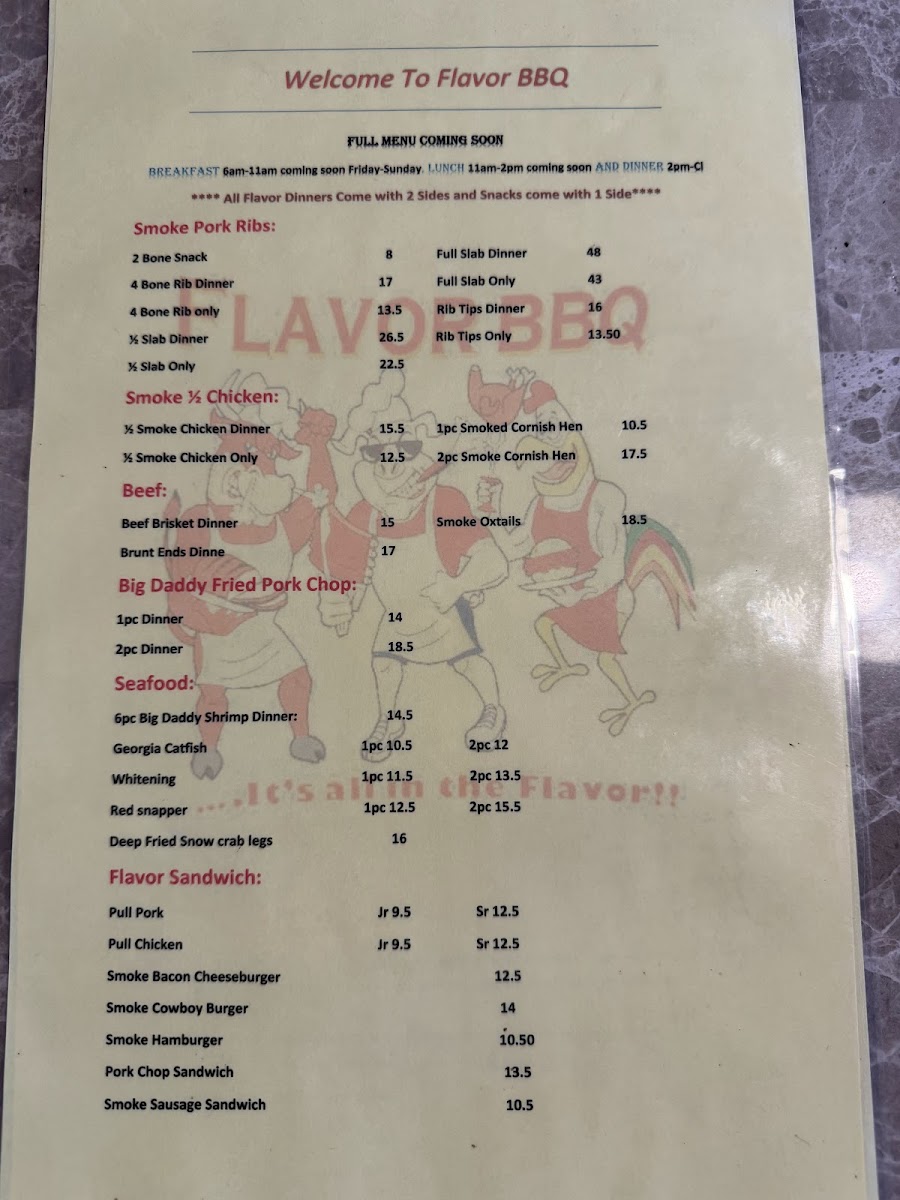 Welcome To Flavor BBQ
FULL MENU COMING SOON
BREAKFAST 6am-11am coming soon Friday-Sunday. LUNCH 11am-2pm coming soon AND DINNER 2pm-Cl
**** All Flavor Dinners Come with 2 Sides and Snacks come with 1 Side****
Smoke Pork Ribs:
2 Bone Snack 8 Full Slab Dinner 48
4 Bone Rib Dinner 17 Full Slab Only 43
4 Bone Rib only 13.5 Rib Tips Dinner 16
FLAVOR BBQ
½ Slab Dinner 26.5 Rib Tips Only 13.50
½ Slab Only 22.5
Smoke ½ Chicken:
½ Smoke Chicken Dinner 15.5 1pc Smoked Cornish Hen 10.5
½ Smoke Chicken Only 12.5 2pc Smoke Cornish Hen 17.5
Beef:
Beef Brisket Dinner 15 Smoke Oxtails 18.5
Brunt Ends Dinne 17
Big Daddy Fried Pork Chop:
1pc Dinner 14
2pc Dinner 18.5
Seafood:
6pc Big Daddy Shrimp Dinner: 14.5
Georgia Catfish 1pc 10.5 2pc 12
Whitening 1pc 11.5 2pc 13.5
....It's all in the Flavor!!
Red snapper 1pc 12.5 2pc 15.5
Deep Fried Snow crab legs 16
Flavor Sandwich:
Pull Pork Jr 9.5 Sr 12.5
Pull Chicken Jr 9.5 Sr 12.5
Smoke Bacon Cheeseburger 12.5
Smoke Cowboy Burger 14
Smoke Hamburger 10.50
Pork Chop Sandwich 13.5
Smoke Sausage Sandwich 10.5